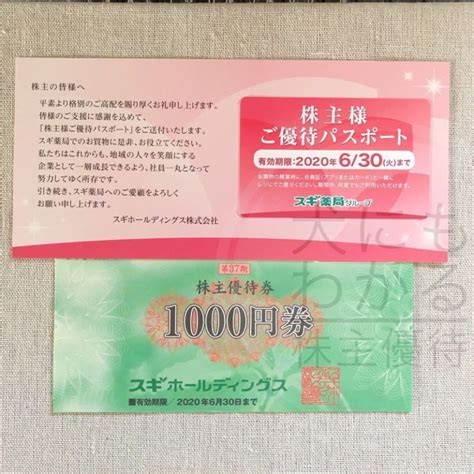 株主の皆様へ
平素より格別のご高配を賜り厚くお礼申し上げます。
皆様のご支援に感謝を込めて、
「株主様ご優待パスポート」をご送付いたします。
スギ薬局でのお買物に是非、お役立てください。
私たちはこれからも、地域の人々を笑顔にする
企業として一層成長できるよう、社員一丸となって
努力してゆく所存です。
引き続き、スギ薬局へのご愛顧をよろしく
お願い申し上げます。
スギホールディングス株式会社
株主様
ご優待パスポート
有効期限:2020年6/30(火)まで
スギ薬局グループ
犬にも
わかる
株主優待
第37期
株主優待券
1000円券
スギホールディングス
■有効期限/2020年6月30日まで